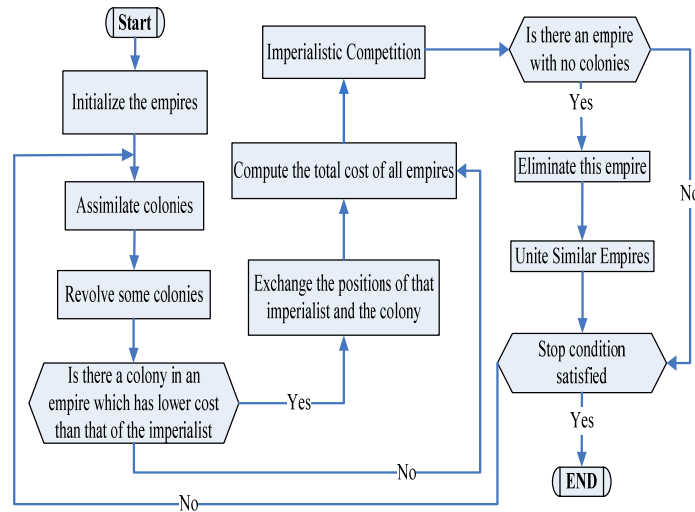 Start
Initialize the empires
Assimilate colonies
Revolve some colonies
Is there a colony in an
empire which has lower cost
than that of the imperialist
Yes
No
Exchange the positions of that
imperialist and the colony
Compute the total cost of all empires
Imperialistic Competition
Is there an empire
with no colonies
Yes
No
Eliminate this empire
Unite Similar Empires
Stop condition
satisfied
Yes
No
END